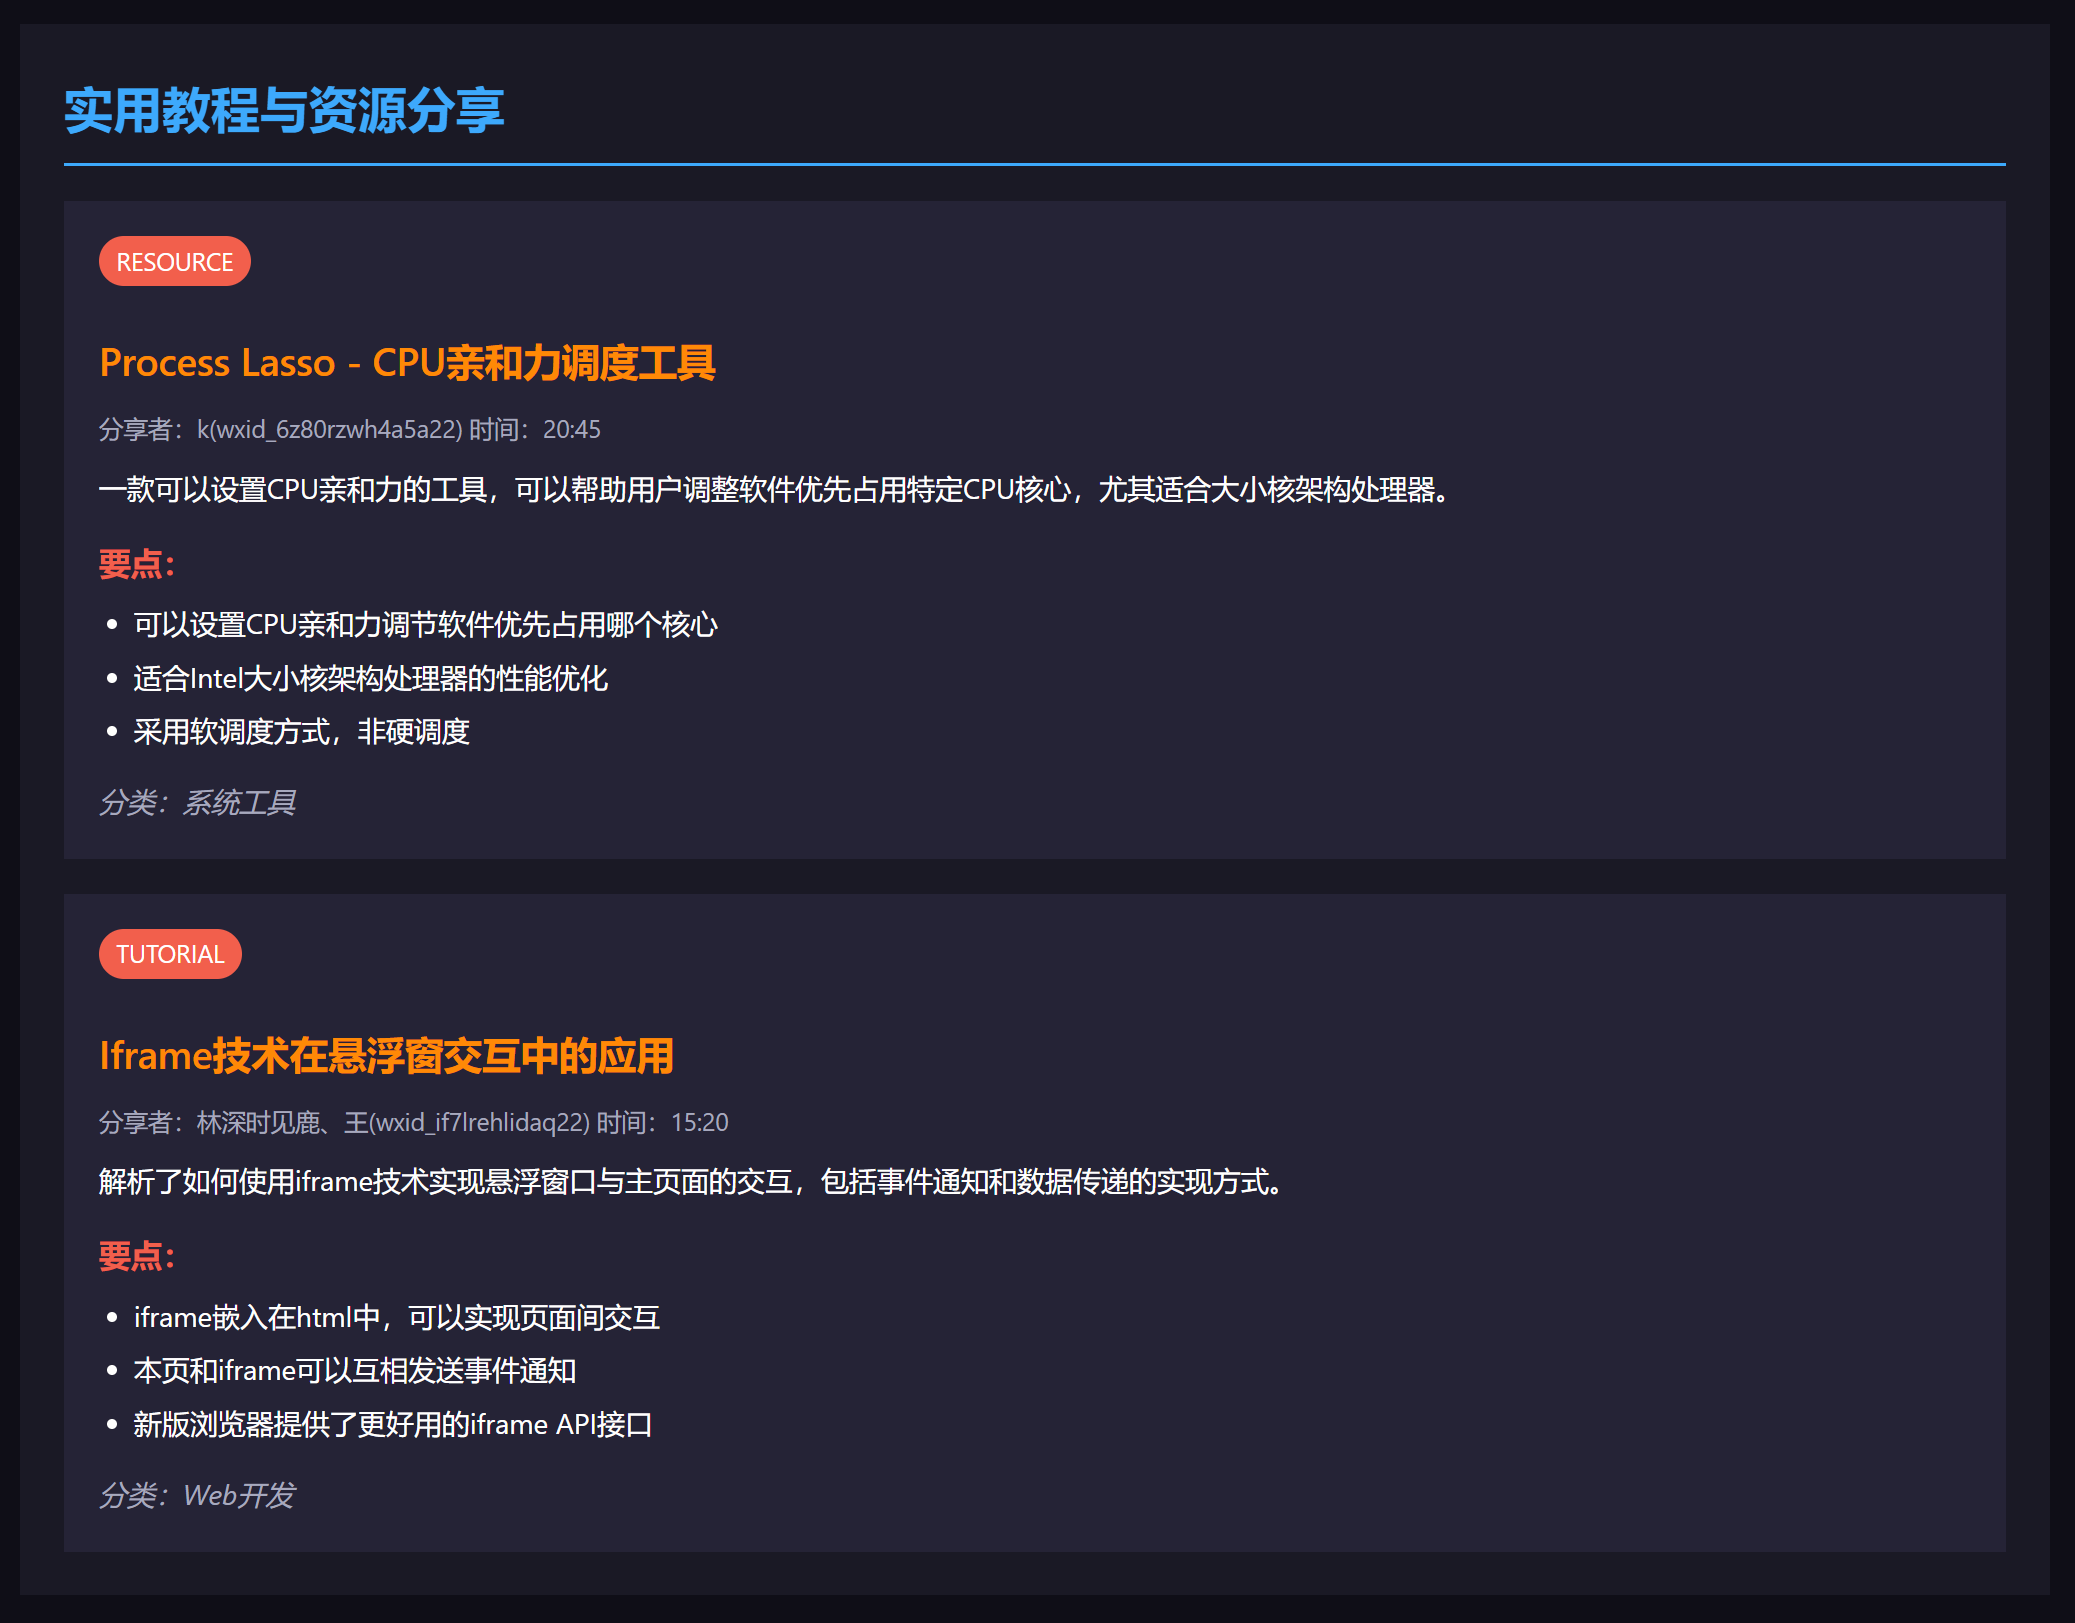 实用教程与资源分享
RESOURCE
Process Lasso - CPU亲和力调度工具
分享者：k(wxid_6z80rzwh4a5a22) 时间：20:45
一款可以设置CPU亲和力的工具，可以帮助用户调整软件优先占用特定CPU核心，尤其适合大小核架构处理器。
要点：
• 可以设置CPU亲和力调节软件优先占用哪个核心
• 适合Intel大小核架构处理器的性能优化
• 采用软调度方式，非硬调度
分类：系统工具
TUTORIAL
Iframe技术在悬浮窗交互中的应用
分享者：林深时见鹿、王(wxid_if7lrehlidaq22) 时间：15:20
解析了如何使用iframe技术实现悬浮窗口与主页面的交互，包括事件通知和数据传递的实现方式。
要点：
• iframe嵌入在html中，可以实现页面间交互
• 本页和iframe可以互相发送事件通知
• 新版浏览器提供了更好用的iframe API接口
分类：Web开发